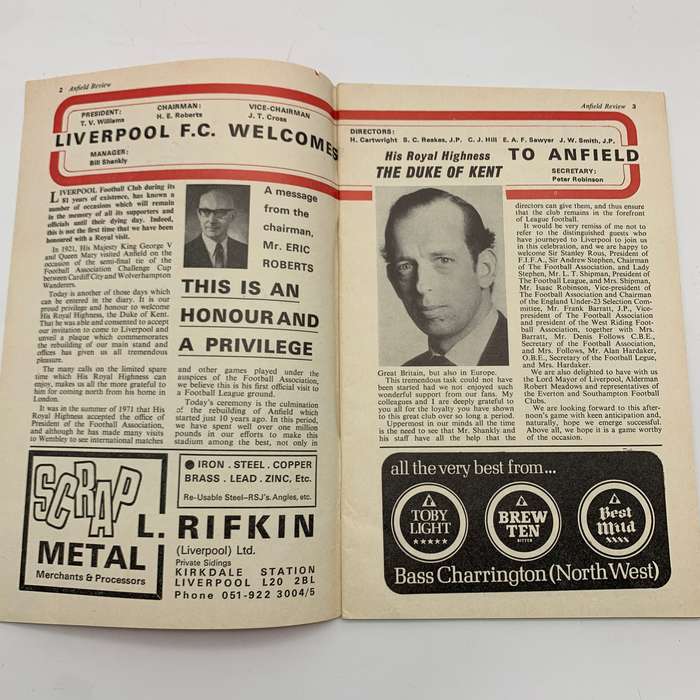 2 Anfield Review
PRESIDENT:
T. V. Williams
CHAIRMAN:
H. E. Roberts
VICE-CHAIRMAN
J. T. Cross
LIVERPOOL F.C. WELCOMES
MANAGER:
Bill Shankly
LIVERPOOL Football Club during its
81 years of existence, has known a
number of occasions which will remain
in the memory of all its supporters and
officials until their dying day. Indeed,
this is not the first time that we have been
honoured with a Royal visit.
In 1921, His Majesty King George V
and Queen Mary visited Anfield on the
occasion of the semi-final tie of the
Football Association Challenge Cup
between Cardiff City and Wolverhampton
Wanderers.
Today is another of those days which
can be entered in the diary. It is our
proud privilege and honour to welcome
His Royal Highness, the Duke of Kent.
That he was able and consented to accept
our invitation to come to Liverpool and
unveil a plaque which commemorates
the rebuilding of our main stand and
offices has given us all tremendous
pleasure.
The many calls on the limited spare
time which His Royal Highness can
enjoy, makes us all the more grateful to
him for coming north from his home in
London.
It was in the summer of 1971 that His
Royal Highness accepted the office of
President of the Football Association,
and although he has made many visits
to Wembley to see international matches
A message
from the
chairman,
Mr. ERIC
ROBERTS
THIS IS AN
HONOUR AND
A PRIVILEGE
and other games played under the
auspices of the Football Association,
we believe this is his first official visit to
a Football League ground.
Today's ceremony is the culmination
of the rebuilding of Anfield which
started just 10 years ago. In this period,
we have spent well over one million
pounds in our efforts to make this
stadium among the best, not only in
SCRAP
METAL
Merchants & Processors
IRON . STEEL . COPPER
BRASS . LEAD . ZINC, Etc.
Re-Usable Steel—RSJ's. Angles, etc.
L. RIFKIN
(Liverpool) Ltd.
Private Sidings
KIRKDALE STATION
LIVERPOOL L20 2BL
Phone 051-922 3004/5
Anfield Review 3
DIRECTORS:
H. Cartwright S. C. Reakes, J.P. C. J. Hill E. A. F. Sawyer J. W. Smith, J.P.
His Royal Highness
THE DUKE OF KENT
TO ANFIELD
SECRETARY:
Peter Robinson
Great Britain, but also in Europe.
This tremendous task could not have
been made possible without the
wonderful support from our fans. My
colleagues and I are deeply grateful to
you all for the loyalty you have shown
to this great club over so long a period.
Uppermost in our minds all the time
is the need to see that Mr. Shankly and
his staff have all the help that the
directors can give them, and thus ensure
that the club remains in the forefront
of League football.
It would be very remiss of me not to
refer to the distinguished guests who
have journeyed to Liverpool to join us
in this celebration, and we are happy to
welcome Sir Stanley Rous, President of
F.I.F.A., Sir Andrew Stephen, Chairman
of The Football Association, and Lady
Stephen, Mr. L. T. Shipman, President of
The Football League, and Mrs. Shipman,
Mr. Isaac Robinson, Vice-president of
The Football Association and Chairman
of the England Under-23 Selection Com-
mittee, Mr. Frank Barratt, J.P., Vice-
president of The Football Association
and president of the West Riding Foot-
ball Association, together with Mrs.
Barratt, Mr. Denis Follows C.B.E.,
Secretary of the Football Association,
and Mrs. Follows, Mr. Alan Hardaker,
O.B.E., Secretary of the Football League,
and Mrs. Hardaker.
We are also delighted to have with us
the Lord Mayor of Liverpool, Alderman
Robert Meadows and representatives of
the Everton and Southampton Football
Clubs.
We are looking forward to this after-
noon's game, with keen anticipation and,
naturally, hope we emerge successful.
Above all, we hope it is a game worthy
of the occasion.
all the very best from...
TOBY
LIGHT
BREW
TEN
BITTER
Best
Mild
Bass Charrington (North West)